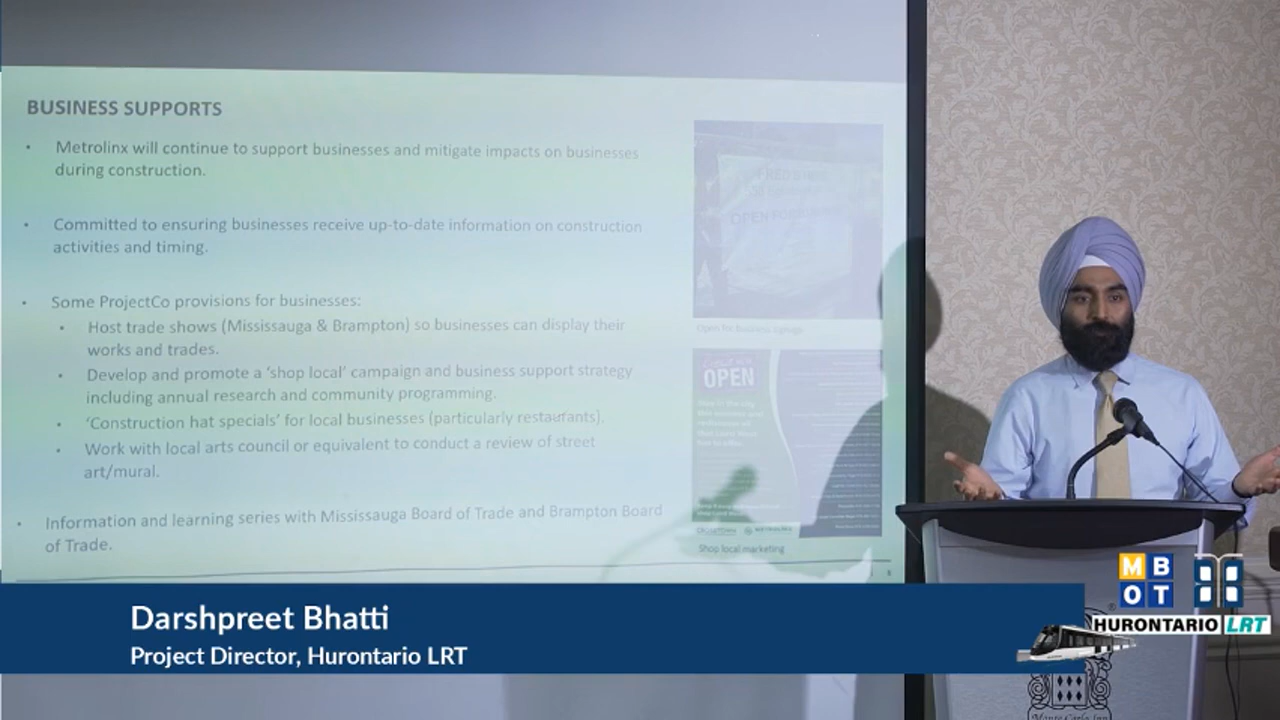 BUSINESS SUPPORTS
• Metrolinx will continue to support businesses and mitigate impacts on businesses
during construction.
• Committed to ensuring businesses receive up-to-date information on construction
activities and timing.
• Some ProjectCo provisions for businesses:
• Host trade shows (Mississauga & Brampton) so businesses can display their
works and trades.
• Develop and promote a ‘shop local’ campaign and business support strategy
including annual research and community programming.
• ‘Construction hat specials’ for local businesses (particularly restaurants).
• Work with local arts council or equivalent to conduct a review of street
art/mural.
• Information and learning series with Mississauga Board of Trade and Brampton Board
of Trade.
Open for business signage
OPEN
METROLINX
Shop local marketing
8
Darshpreet Bhatti
Project Director, Hurontario LRT
MB
OT
HURONTARIO LRT
Monte Carlo Inn